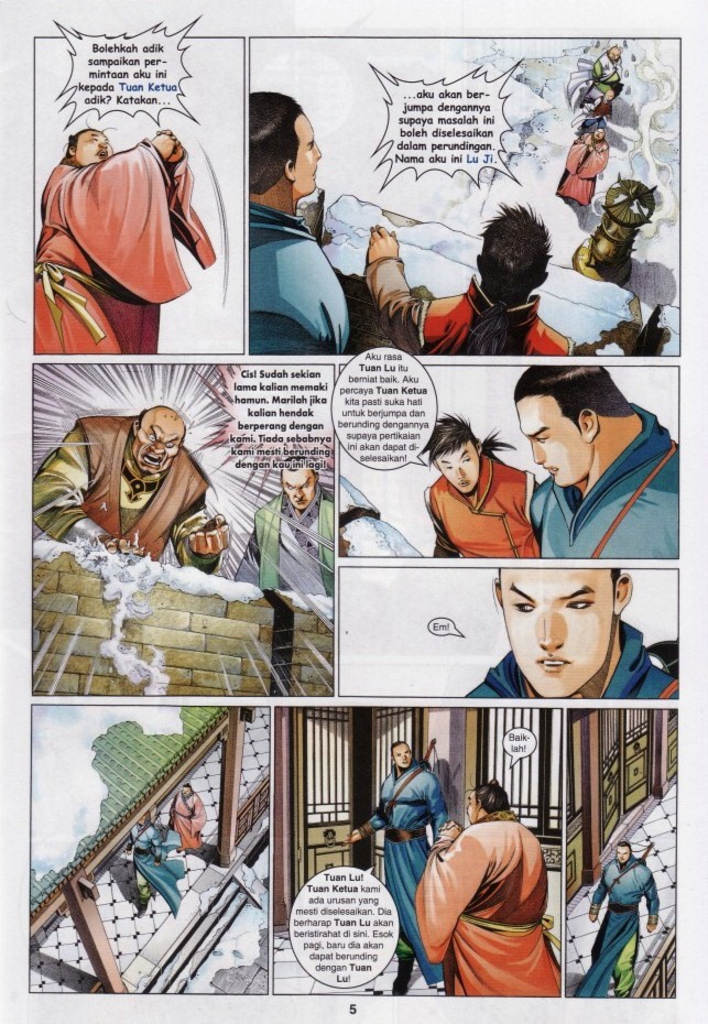 Bolehkah adik
sampaikan per-
mintaan aku ini
kepada Tuan Ketua
adik? Katakan...
...aku akan ber-
jumpa dengannya
supaya masalah ini
boleh diselesaikan
dalam perundingan.
Nama aku ini Lu Ji.
Cis! Sudah sekian
lama kalian memaki
hamun. Marilah jika
kalian hendak
berperang dengan
kami. Tiada sebabnya
kami mesti berunding
dengan kau ini lagi!
Aku rasa
Tuan Lu itu
berniat baik. Aku
percaya Tuan Ketua
kita pasti suka hati
untuk berjumpa dan
berunding dengannya
supaya pertikaian
ini akan dapat di-
selesaikan!
Em!
Tuan Lu!
Tuan Ketua kami
ada urusan yang
mesti diselesaikan. Dia
berharap Tuan Lu akan
beristirahat di sini. Esok
pagi, baru dia akan
dapat berunding
dengan Tuan
Lu!
Baik-
lah!
5